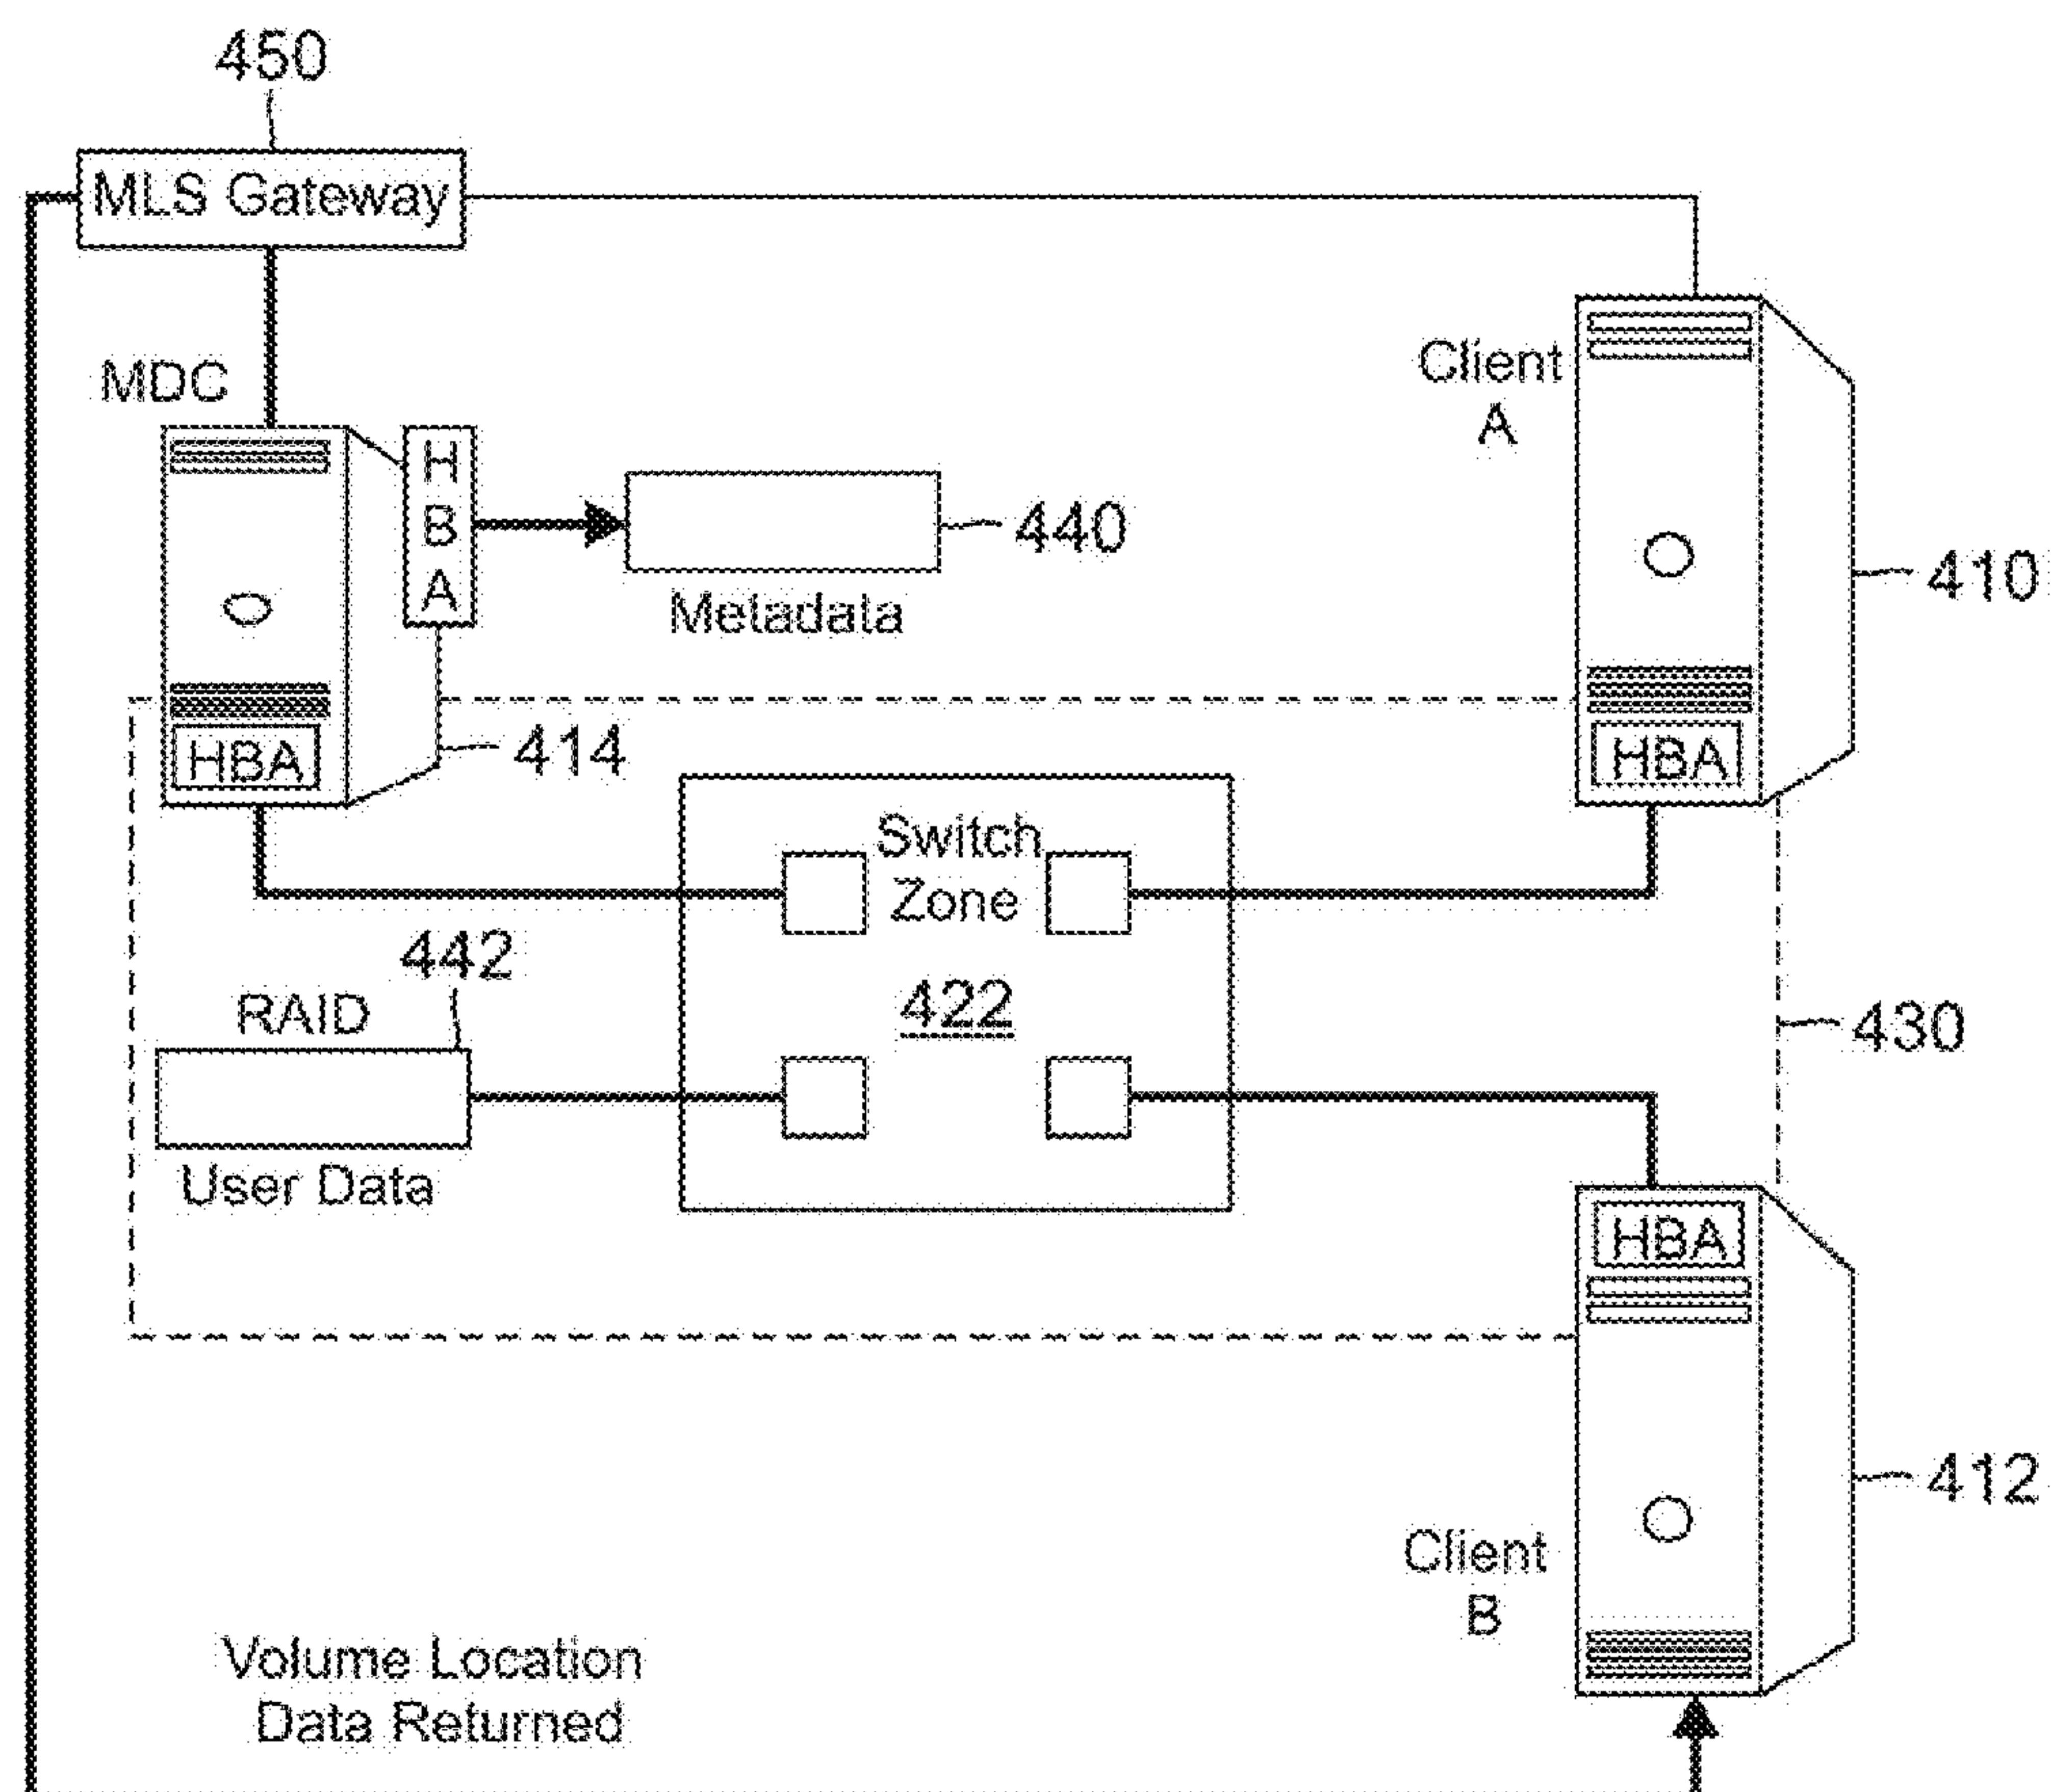 450
MLS Gateway
MDC
H
B
A
440
Metadata
Client
A
410
HBA
414
HBA
Switch
Zone
442
RAID
422
430
User Data
HBA
412
Client
B
Volume Location
Data Returned